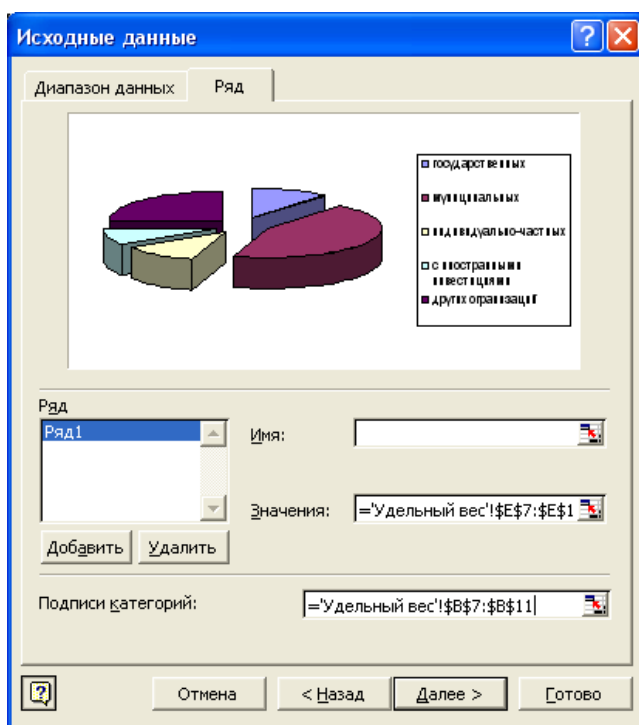 Исходные данные
Диапазон данных Ряд
государственных
муниципальных
индивидуально-частных
с иностранными
инвестициями
других организаций
Ряд
Ряд1
Имя:
Значения: ='Удельный вес'!$E$7:$E$1
Добавить Удалить
Подписи категорий: ='Удельный вес'!$B$7:$B$11
Отмена < Назад Далее > Готово